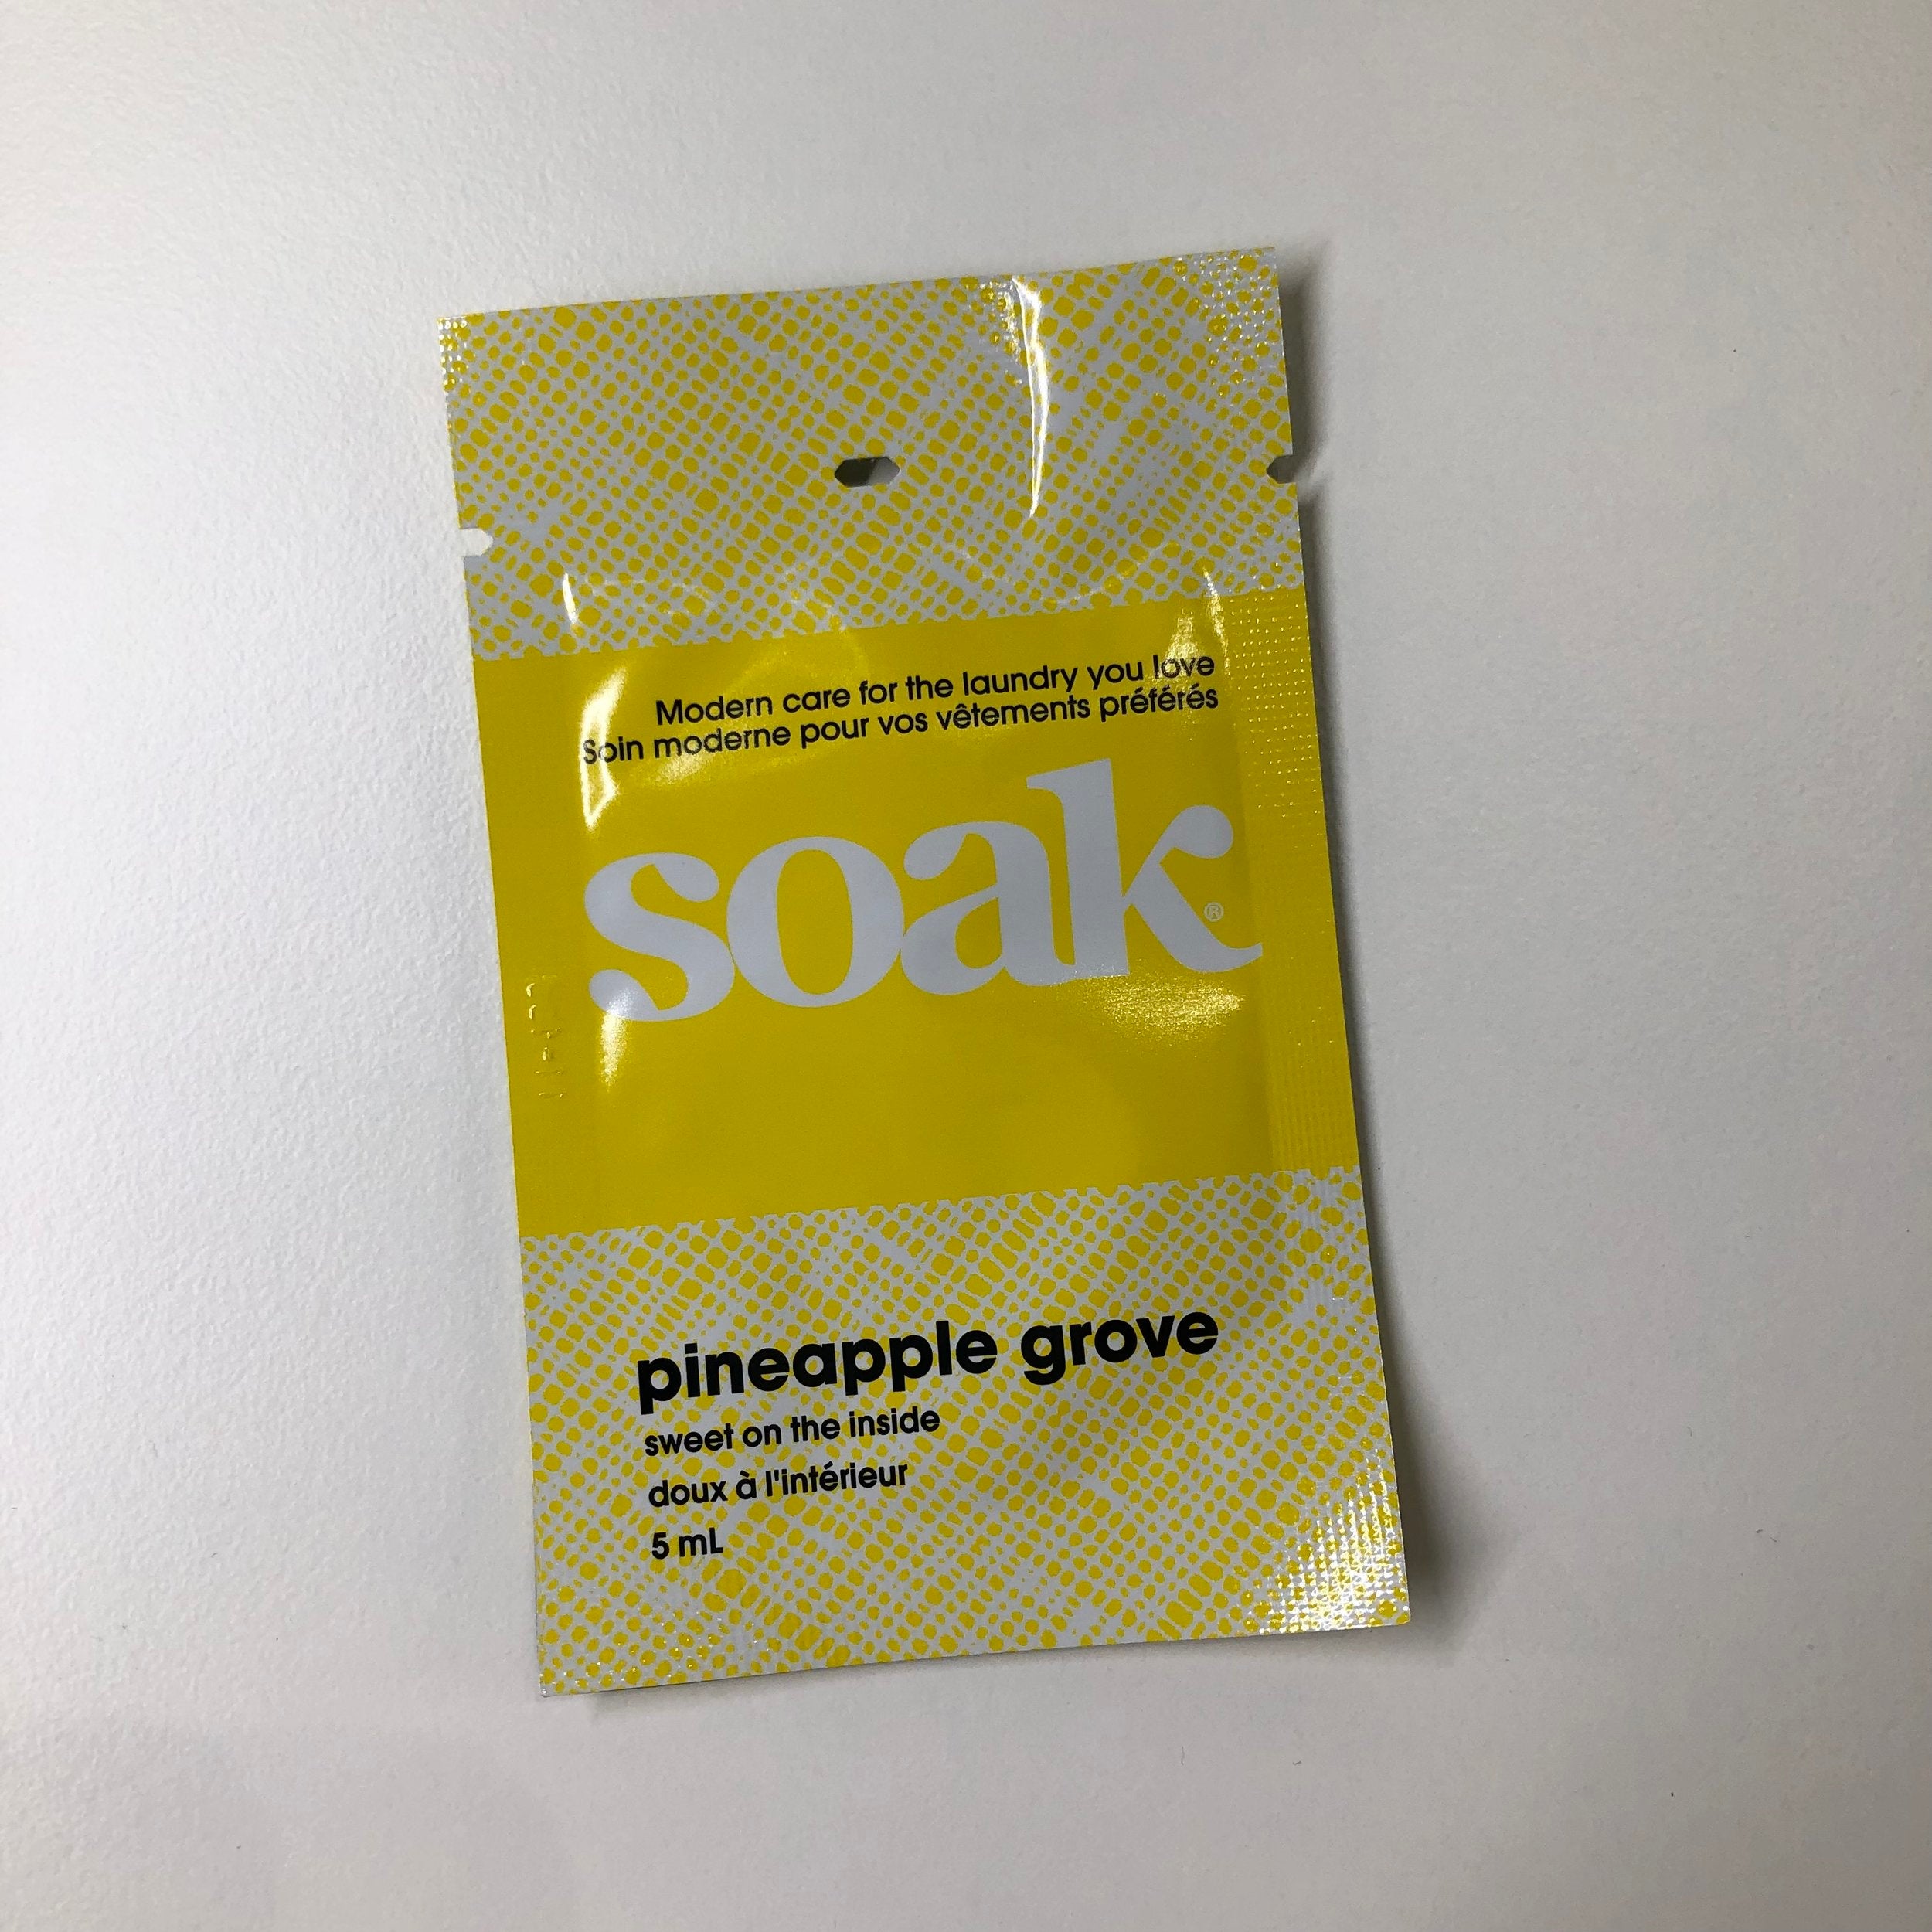 Modern care for the laundry you love
Soin moderne pour vos vêtements préférés
soak®
pineapple grove
sweet on the inside
doux à l'intérieur
5 mL